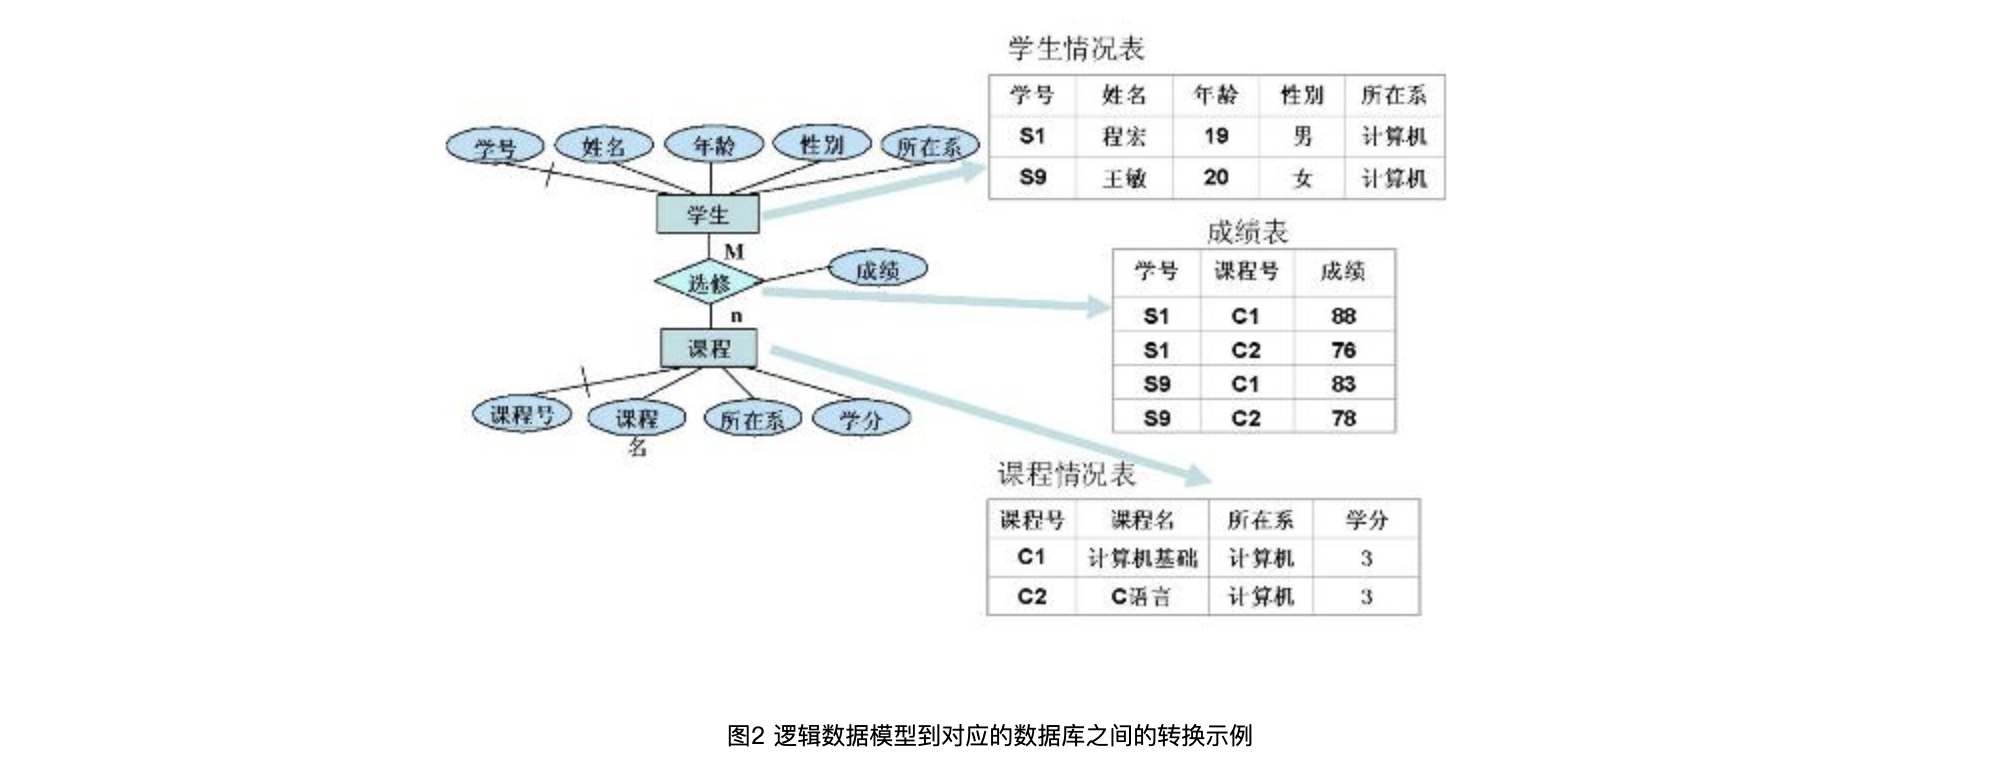 学号 姓名 年龄 性别 所在系
学生
M
选修
成绩
n
课程
课程号 课程名 所在系 学分
学生情况表
学号 姓名 年龄 性别 所在系
S1 程宏 19 男 计算机
S9 王敏 20 女 计算机
成绩表
学号 课程号 成绩
S1 C1 88
S1 C2 76
S9 C1 83
S9 C2 78
课程情况表
课程号 课程名 所在系 学分
C1 计算机基础 计算机 3
C2 C语言 计算机 3
图2 逻辑数据模型到对应的数据库之间的转换示例